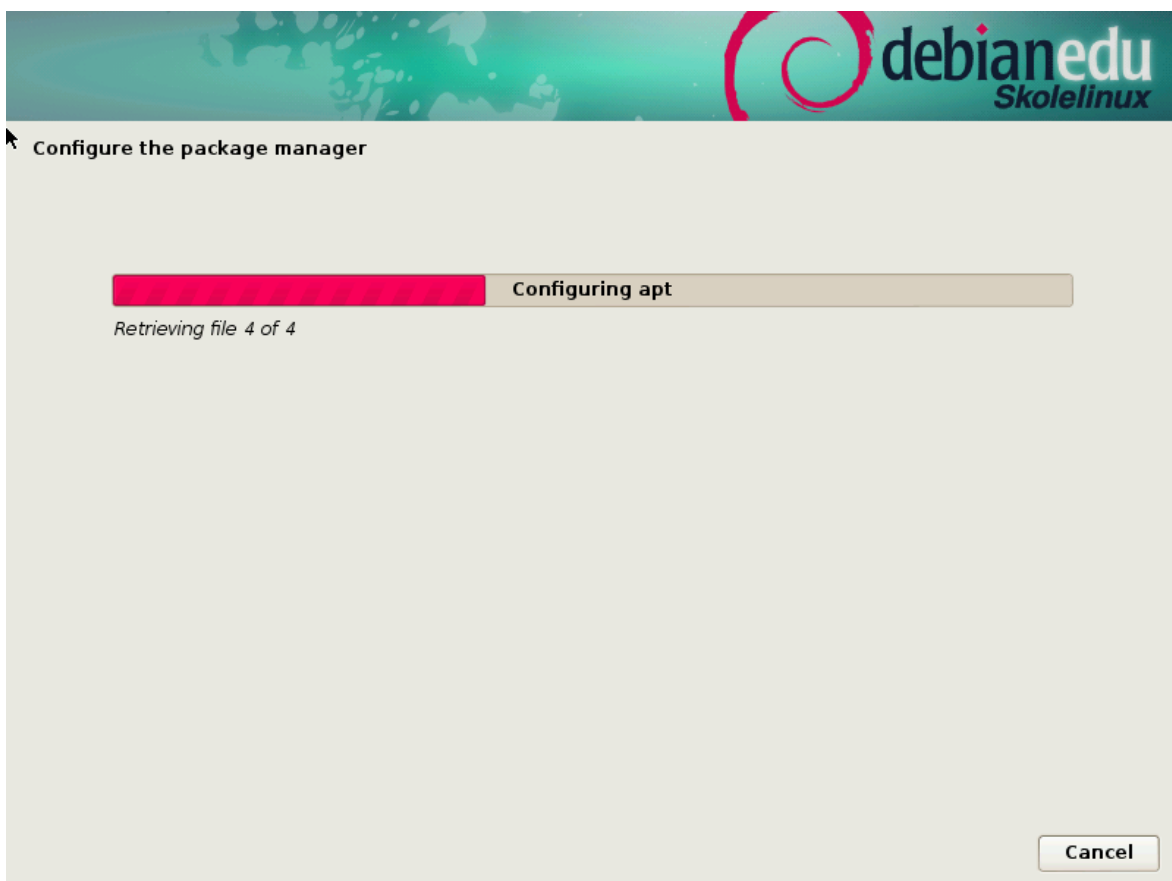 debianedu
Skolelinux
Configure the package manager
Configuring apt
Retrieving file 4 of 4
Cancel